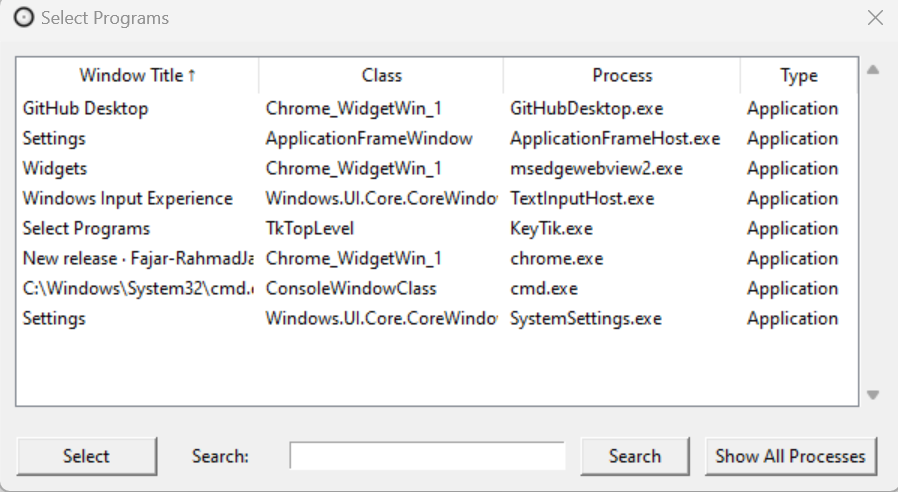 Select Programs
Window Title ↑ Class Process Type
GitHub Desktop Chrome_WidgetWin_1 GitHubDesktop.exe Application
Settings ApplicationFrameWindow ApplicationFrameHost.exe Application
Widgets Chrome_WidgetWin_1 msedgewebview2.exe Application
Windows Input Experience Windows.UI.Core.CoreWindo TextInputHost.exe Application
Select Programs TkTopLevel KeyTik.exe Application
New release · Fajar-RahmadJa Chrome_WidgetWin_1 chrome.exe Application
C:\Windows\System32\cmd.e ConsoleWindowClass cmd.exe Application
Settings Windows.UI.Core.CoreWindo SystemSettings.exe Application
Select Search: Search Show All Processes